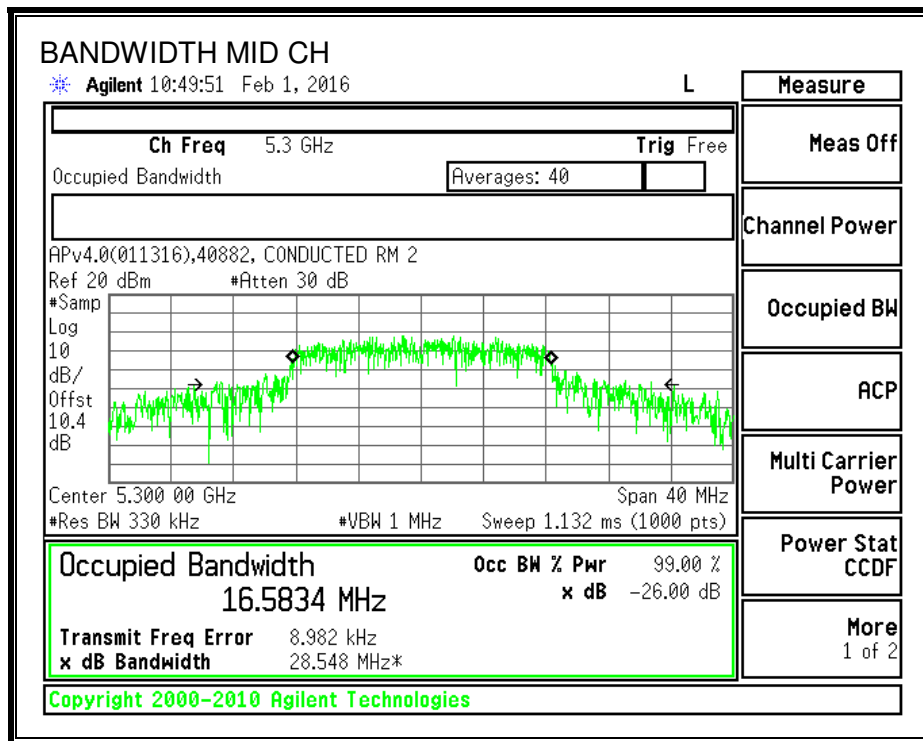 BANDWIDTH MID CH
Agilent 10:49:51 Feb 1, 2016 L
Measure
Ch Freq 5.3 GHz Trig Free
Meas Off
Occupied Bandwidth Averages: 40
Channel Power
APv4.0(011316),40882, CONDUCTED RM 2
Ref 20 dBm #Atten 30 dB
#Samp
Log
10
dB/
Offst
10.4
dB
Occupied BW
ACP
Multi Carrier
Power
Center 5.300 00 GHz Span 40 MHz
#Res BW 330 kHz #VBW 1 MHz Sweep 1.132 ms (1000 pts)
Power Stat
CCDF
Occupied Bandwidth Occ BW % Pwr 99.00 %
16.5834 MHz x dB -26.00 dB
Transmit Freq Error 8.982 kHz
x dB Bandwidth 28.548 MHz*
More
1 of 2
Copyright 2000-2010 Agilent Technologies